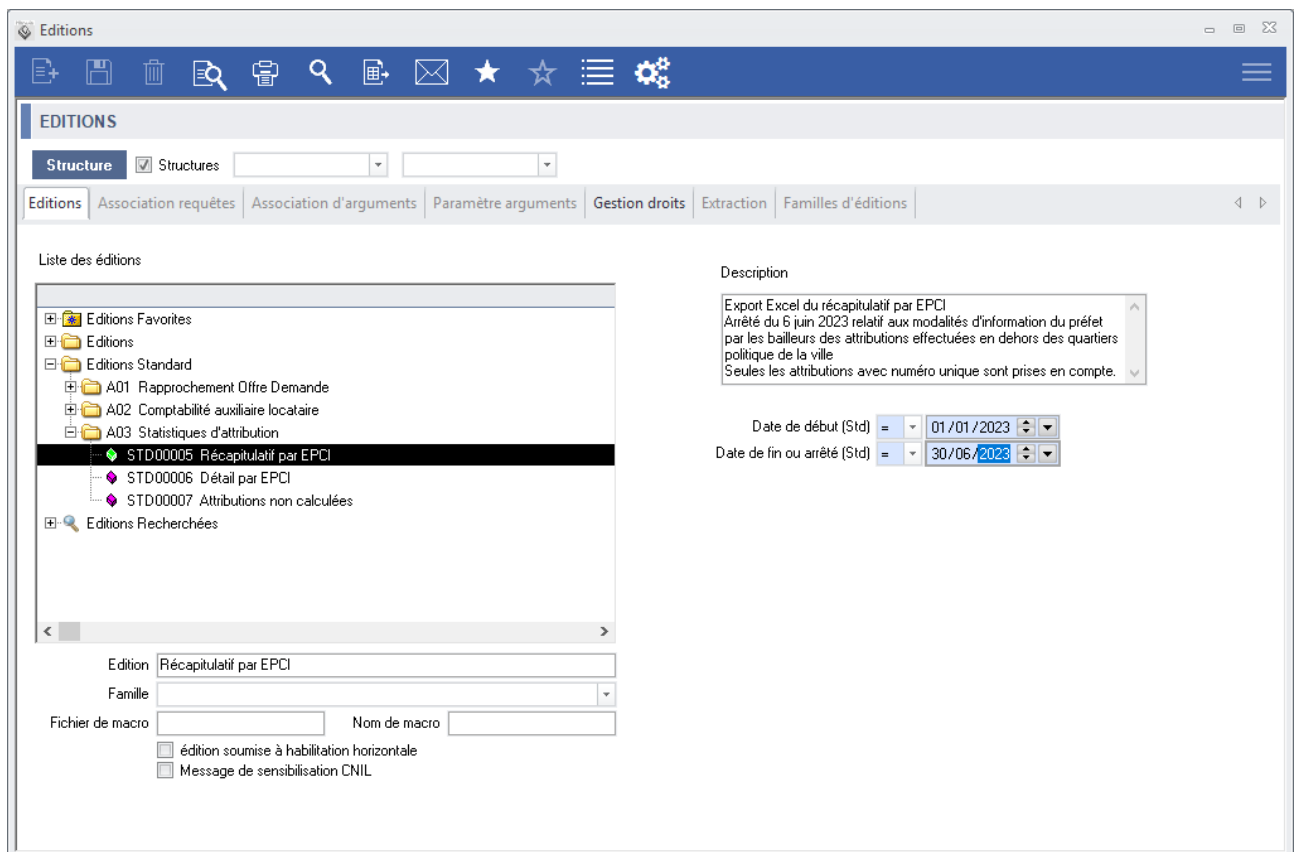 Editions
EDITIONS
Structure Structures
Editions Association requêtes Association d'arguments Paramètre arguments Gestion droits Extraction Familles d'éditions
Liste des éditions
Editions Favorites
Editions
Editions Standard
A01 Rapprochement Offre Demande
A02 Comptabilité auxiliaire locataire
A03 Statistiques d'attribution
STD00005 Récapitulatif par EPCI
STD00006 Détail par EPCI
STD00007 Attributions non calculées
Editions Recherchées
Description
Export Excel du récapitulatif par EPCI
Arrêté du 6 juin 2023 relatif aux modalités d'information du préfet
par les bailleurs des attributions effectuées en dehors des quartiers
politique de la ville
Seules les attributions avec numéro unique sont prises en compte.
Date de début (Std) = 01/01/2023
Date de fin ou arrêté (Std) = 30/06/2023
Edition Récapitulatif par EPCI
Famille
Fichier de macro Nom de macro
édition soumise à habilitation horizontale
Message de sensibilisation CNIL